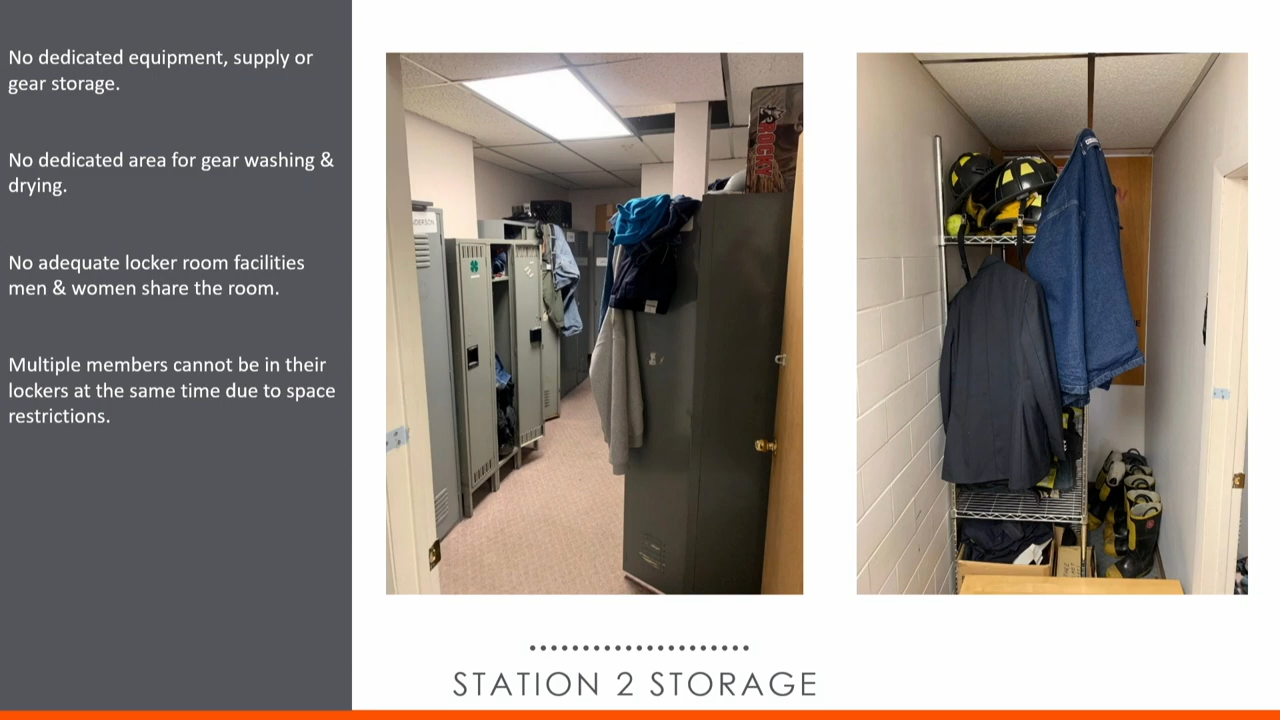 No dedicated equipment, supply or
gear storage.
No dedicated area for gear washing &
drying.
No adequate locker room facilities
men & women share the room.
Multiple members cannot be in their
lockers at the same time due to space
restrictions.
ROCKY
STATION 2 STORAGE